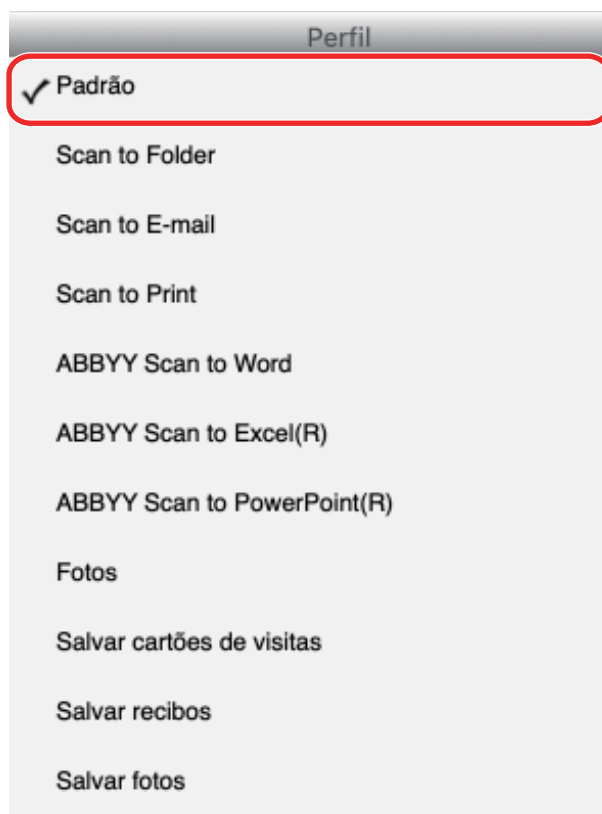 Perfil
Padrão
Scan to Folder
Scan to E-mail
Scan to Print
ABBYY Scan to Word
ABBYY Scan to Excel(R)
ABBYY Scan to PowerPoint(R)
Fotos
Salvar cartões de visitas
Salvar recibos
Salvar fotos